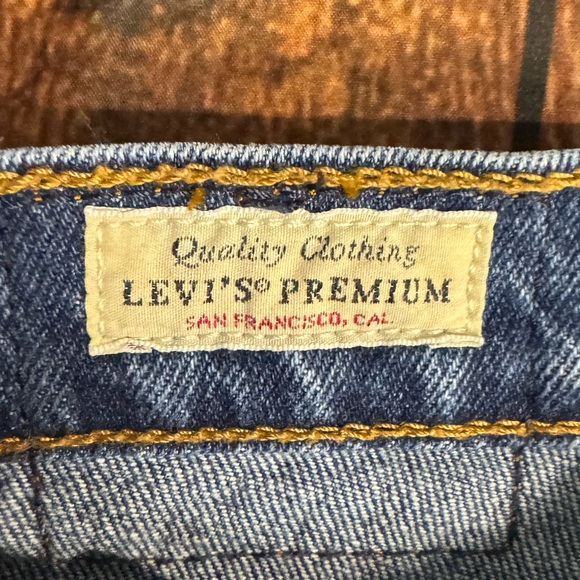 Quality Clothing
LEVI'S® PREMIUM
SAN FRANCISCO, CAL.